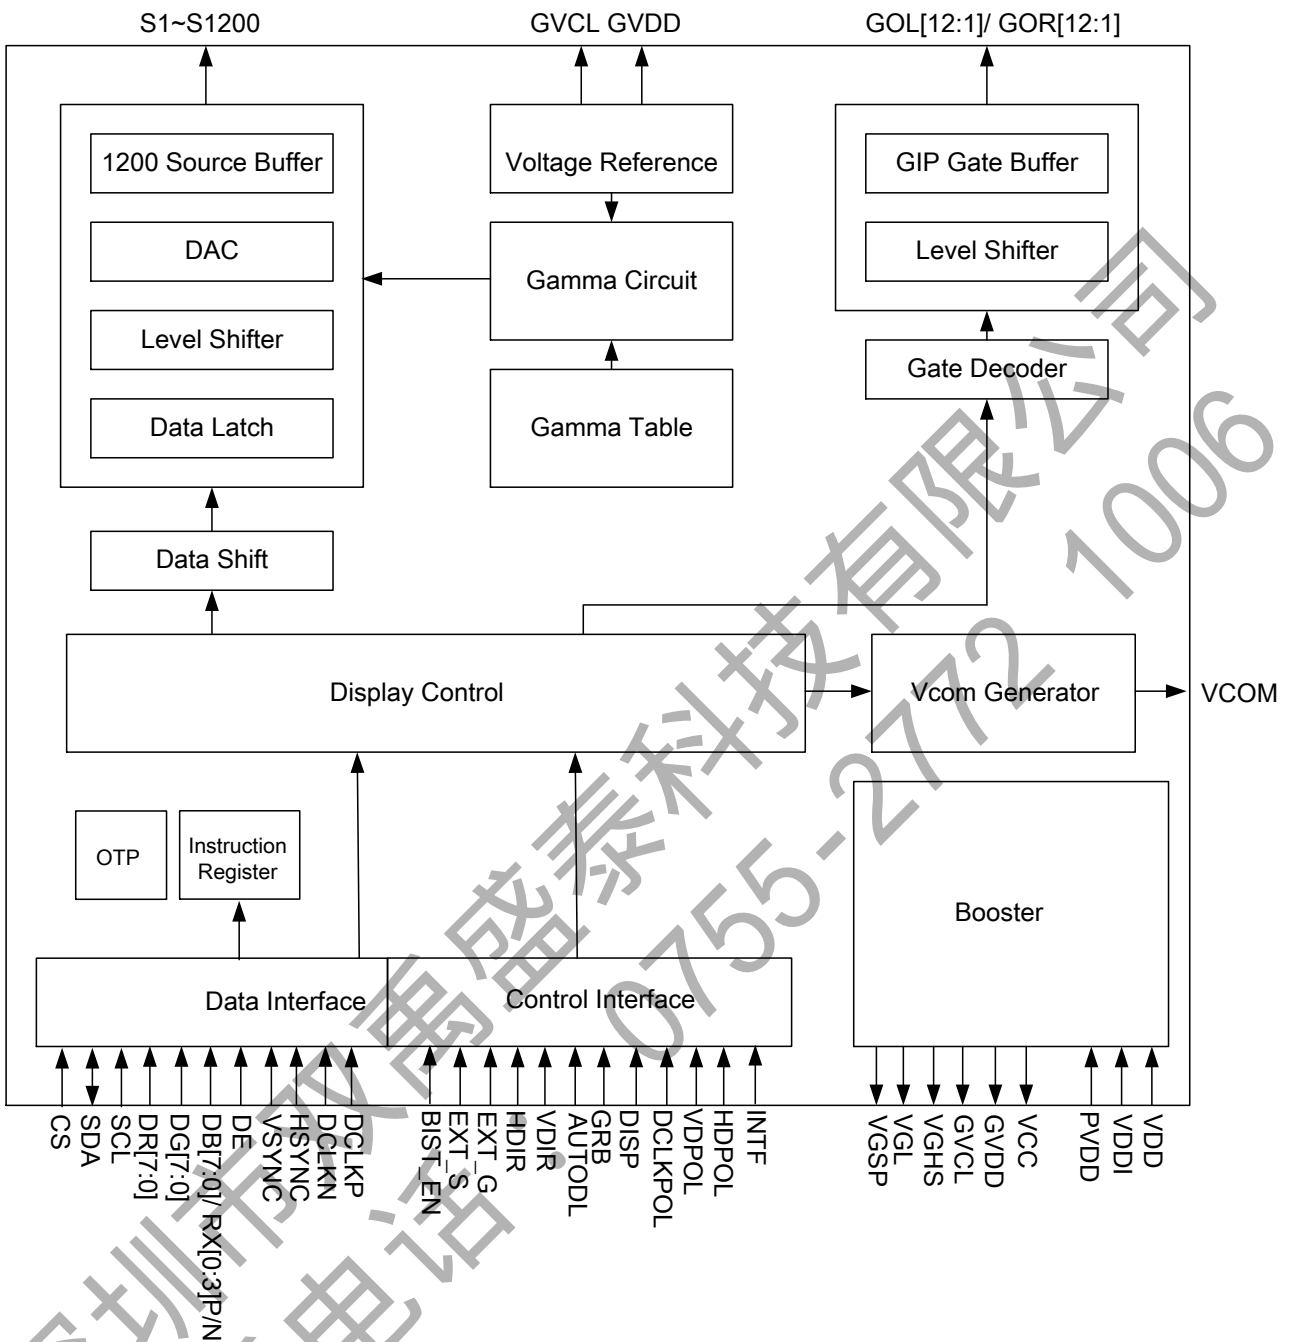 S1~S1200
GVCL GVDD
GOL[12:1]/ GOR[12:1]
1200 Source Buffer
Voltage Reference
GIP Gate Buffer
DAC
Gamma Circuit
Level Shifter
Level Shifter
Gate Decoder
Data Latch
Gamma Table
Data Shift
Display Control
Vcom Generator
VCOM
OTP
Instruction
Register
Booster
Data Interface
Control Interface
CS
SDA
SCL
DR[7:0]
DG[7:0]
DB[7:0]/ RX[0:3]P/N
DE
VSYNC
HSYNC
DCLKN
DGLKP
BIST_EN
EXT_S
EXT_G
HDIR
VDIR
AUTODL
GRB
DISP
DCLKPOL
VDPOL
HDPOL
INTF
VGSP
VGL
VGHS
GVCL
GVDD
VCC
PVDD
VDDI
VDD
深圳市双禹盛泰科技有限公司
电话：0755-2772 1006